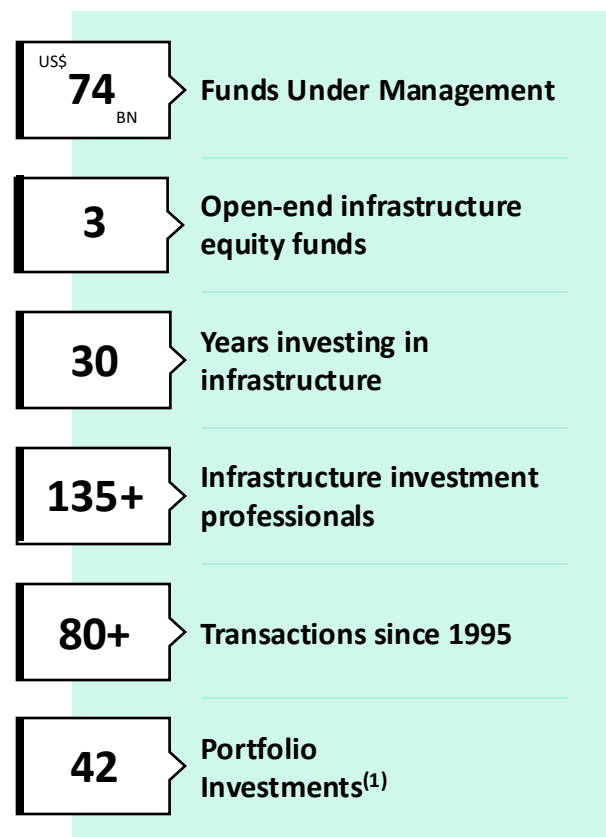 US$
74
BN
Funds Under Management
3
Open-end infrastructure
equity funds
30
Years investing in
infrastructure
135+
Infrastructure investment
professionals
80+
Transactions since 1995
42
Portfolio
Investments(1)